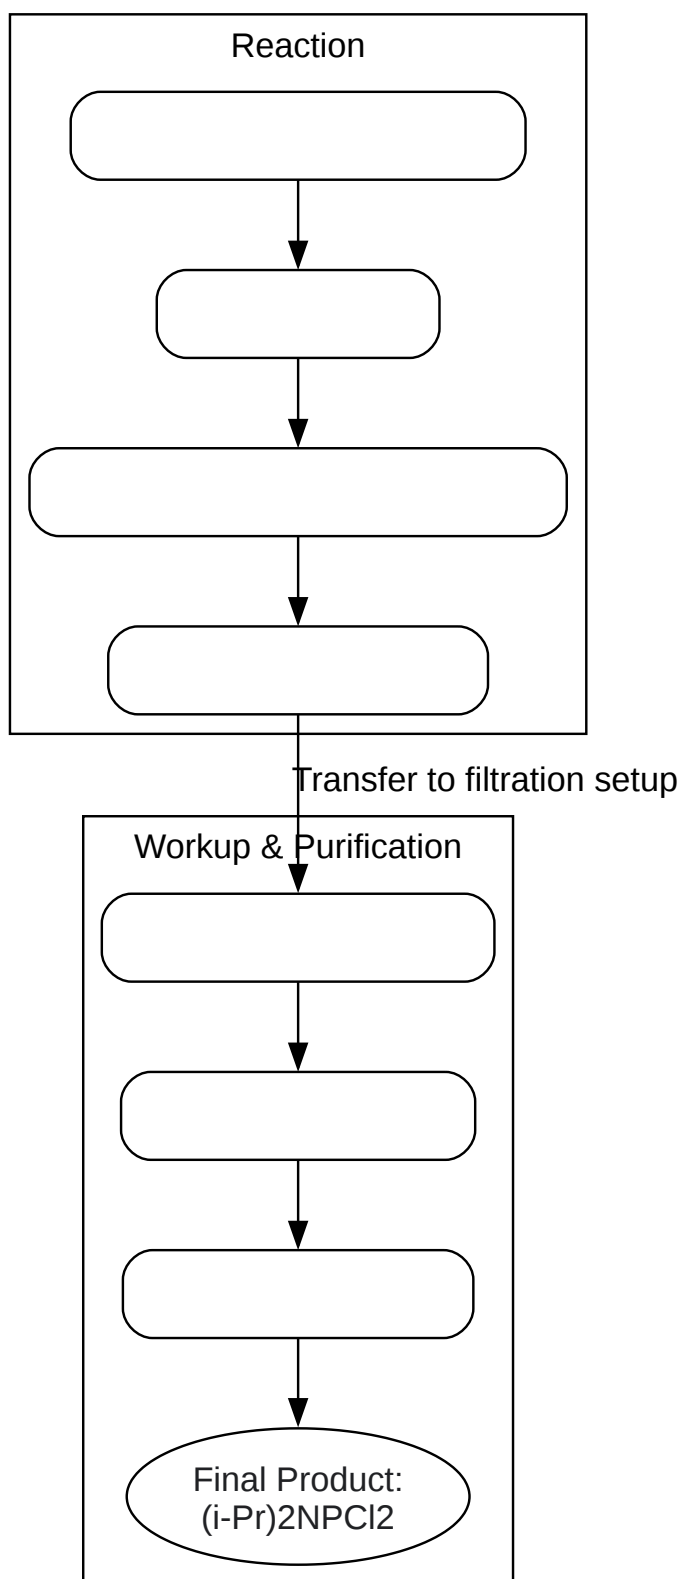 Reaction
Transfer to filtration setup
Workup & Purification
Final Product:
(i-Pr)2NPCl2